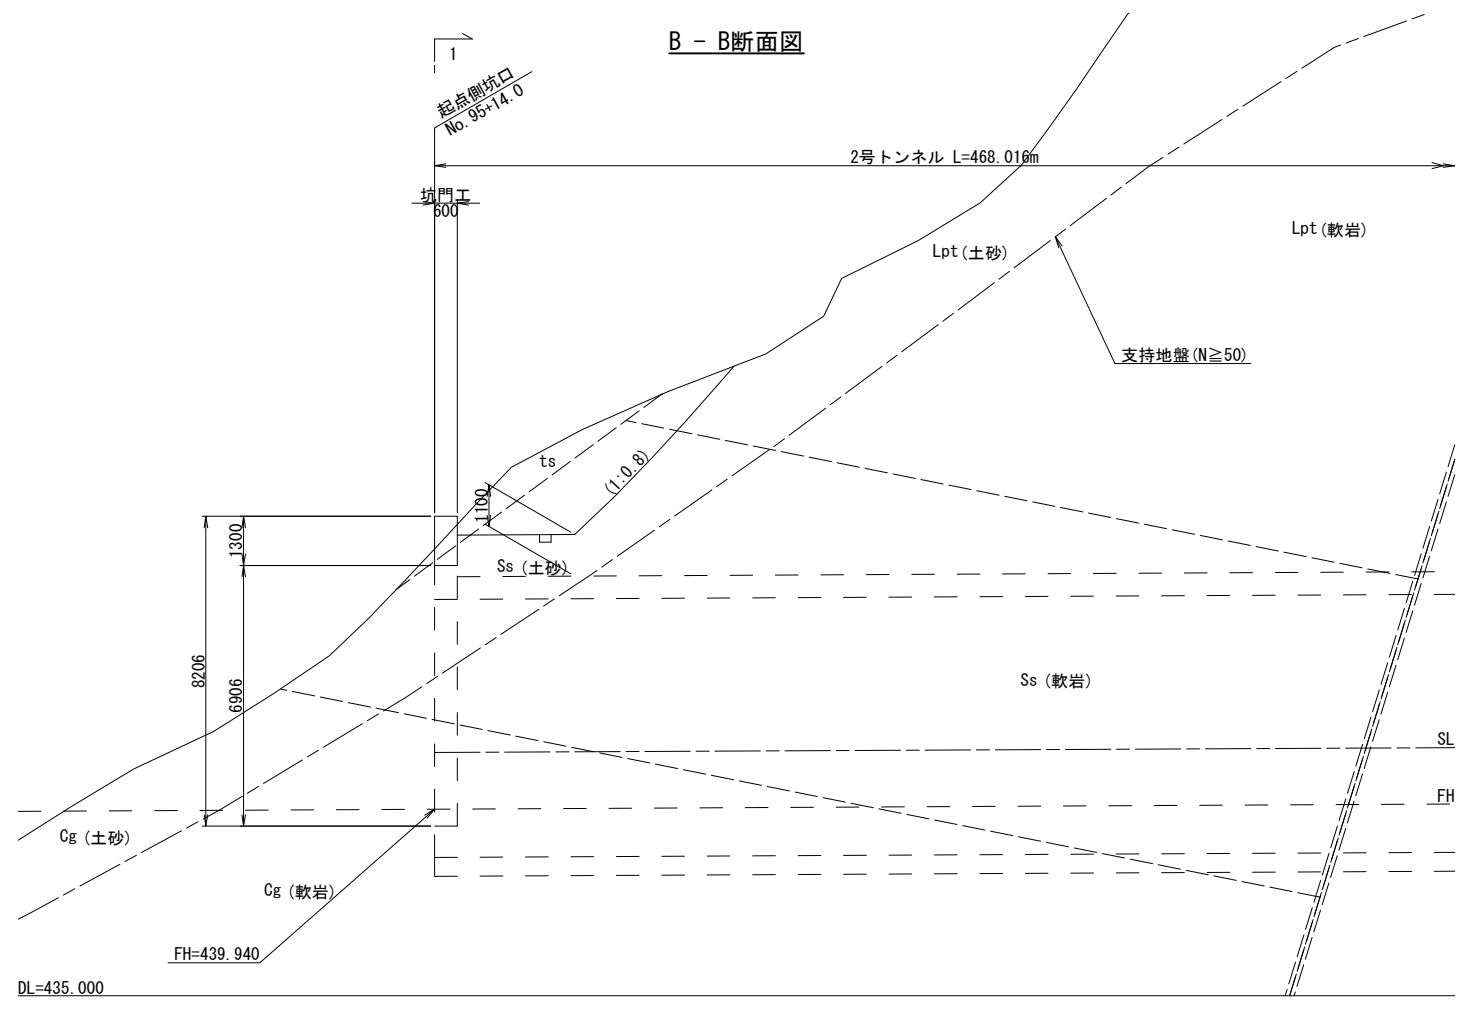 B － B断面図
1
起点側坑口
No.95+14.0
2号トンネル L=468.016m
坑門工
600
Lpt(軟岩)
Lpt(土砂)
支持地盤(N≧50)
ts
(1:0.8)
1100
1300
Ss(土砂)
8206
6906
Ss(軟岩)
SL
FH
Cg(土砂)
Cg(軟岩)
FH=439.940
DL=435.000